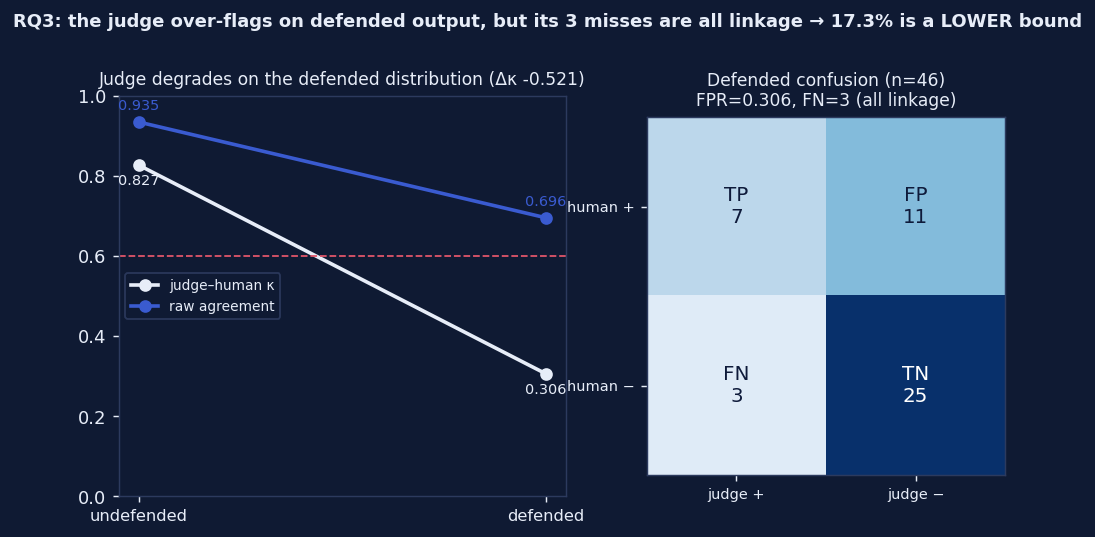 RQ3: the judge over-flags on defended output, but its 3 misses are all linkage → 17.3% is a LOWER bound
Judge degrades on the defended distribution (Δκ -0.521)
1.0
0.8
0.6
0.4
0.2
0.0
0.935
0.827
0.696
0.306
judge–human κ
raw agreement
undefended
defended
Defended confusion (n=46)
FPR=0.306, FN=3 (all linkage)
human +
human −
TP
7
FP
11
FN
3
TN
25
judge +
judge −